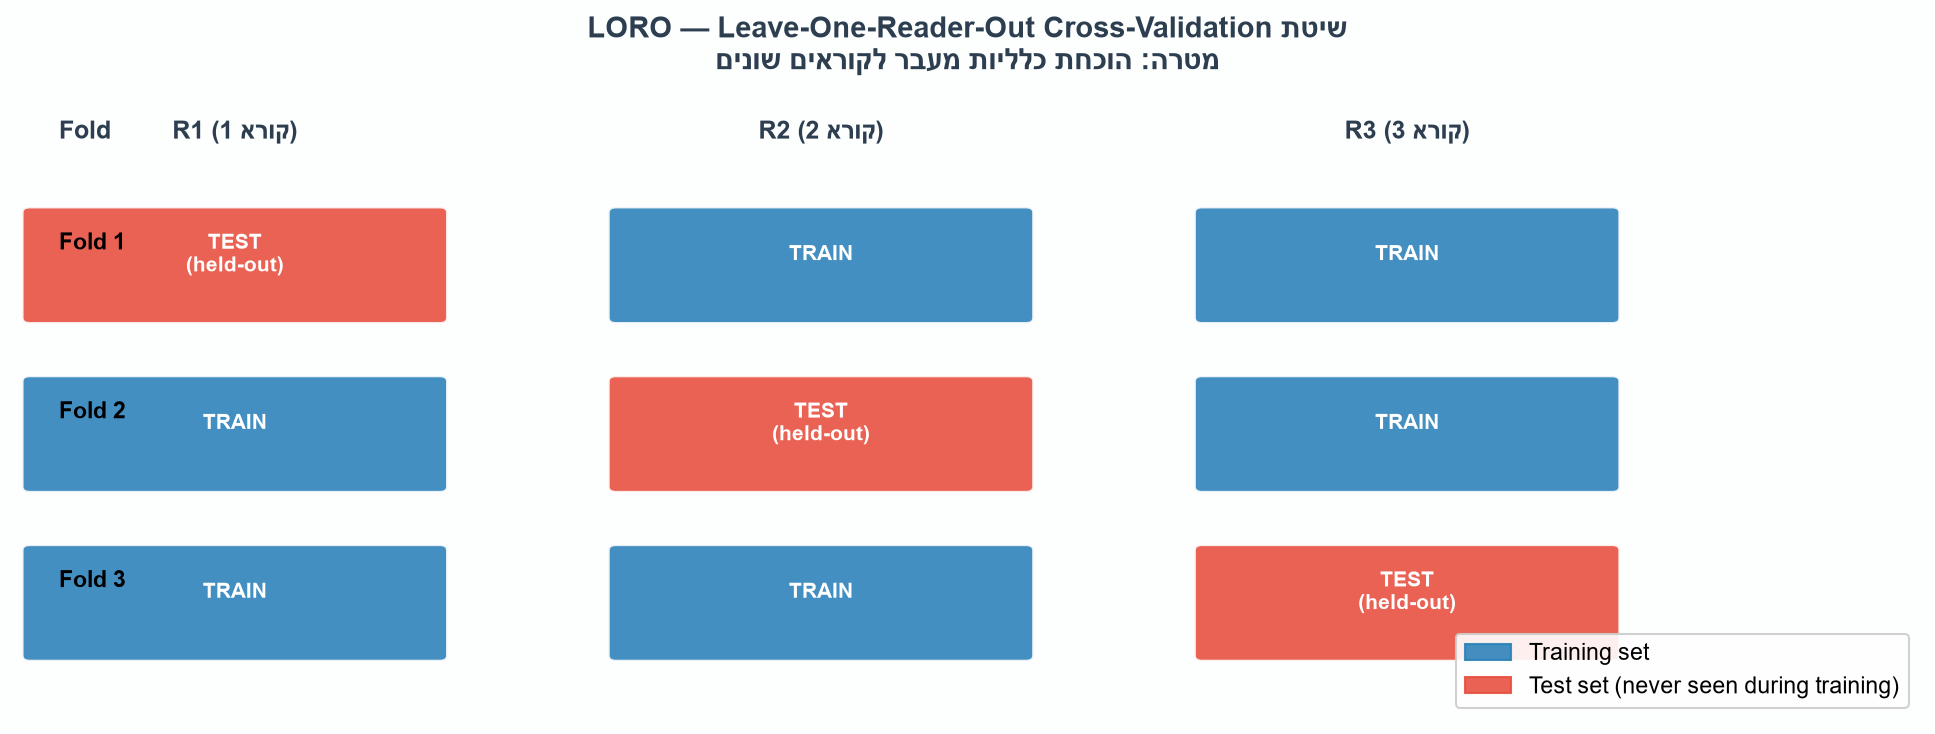 שיטת LORO — Leave-One-Reader-Out Cross-Validation
מטרה: הוכחת כלליות מעבר לקוראים שונים
Fold R1 (קורא 1) R2 (קורא 2) R3 (קורא 3)
Fold 1
TEST
(held-out)
TRAIN
TRAIN
Fold 2
TRAIN
TEST
(held-out)
TRAIN
Fold 3
TRAIN
TRAIN
TEST
(held-out)
Training set
Test set (never seen during training)